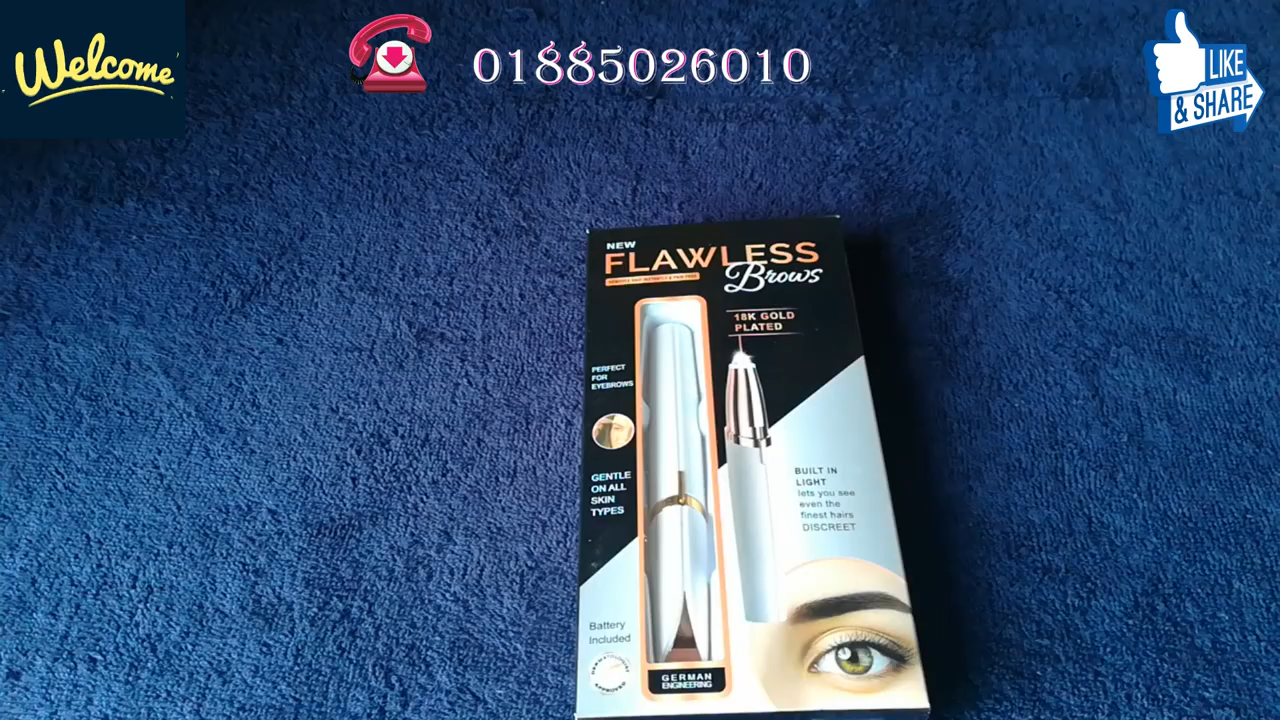 Welcome
01885026010
LIKE
& SHARE
NEW
FLAWLESS
Brows
18K GOLD
PLATED
PERFECT
FOR
EYEBROWS
GENTLE
ON ALL
SKIN
TYPES
BUILT IN
LIGHT
lets you see
even the
finest hairs
DISCREET
Battery
Included
APPROVED
GERMAN
ENGINEERING